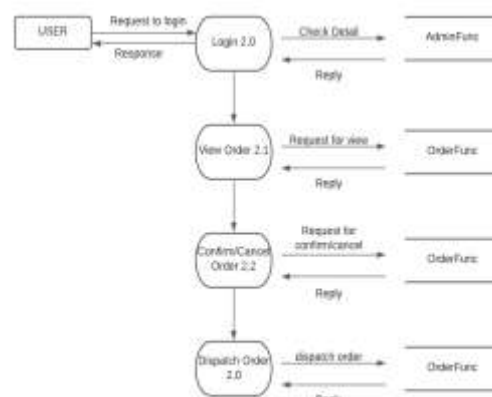 USER
Request to login
Response
Login 2.0
Check Detail
Reply
AdminFunc
View Order 2.1
Request for view
Reply
OrderFunc
Confirm/Cancel
Order 2.2
Request for
confirm/cancel
Reply
OrderFunc
Dispatch Order
2.0
dispatch order
OrderFunc
Reply